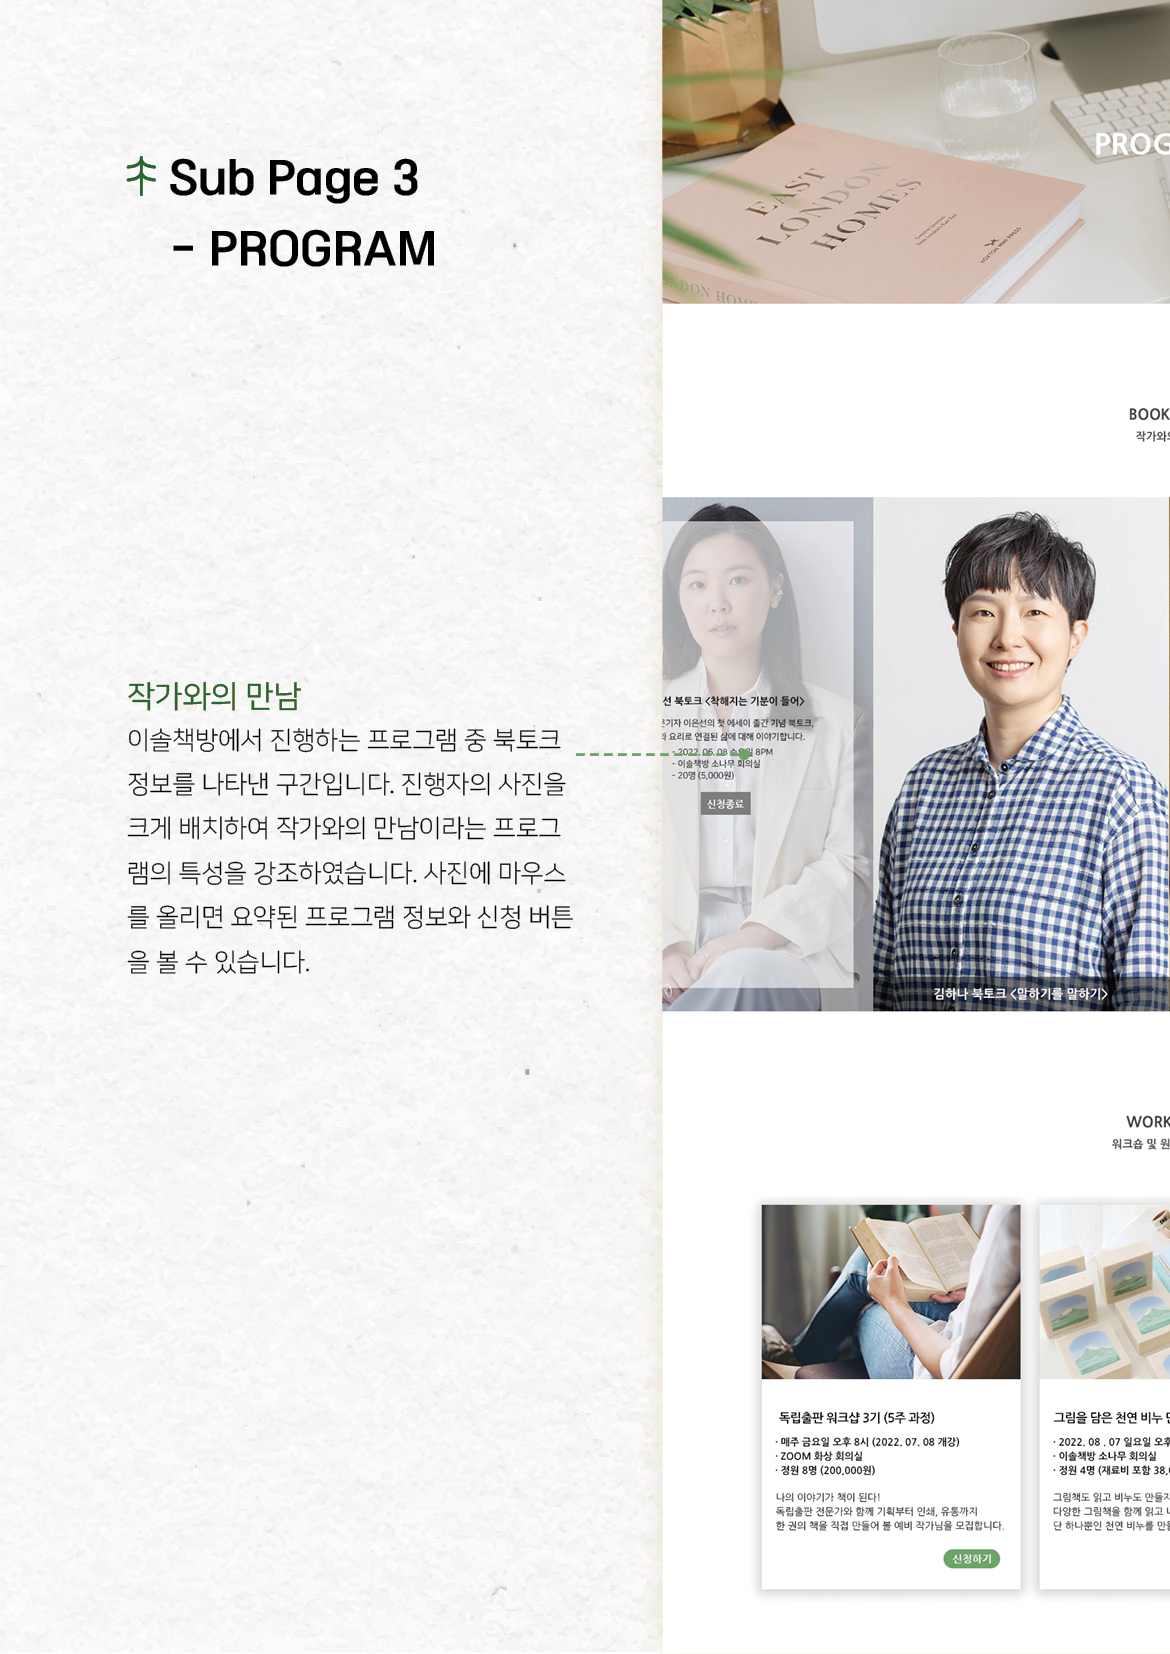 Sub Page 3
- PROGRAM
작가와의 만남
이솔책방에서 진행하는 프로그램 중 북토크
정보를 나타낸 구간입니다. 진행자의 사진을
크게 배치하여 작가와의 만남이라는 프로그
램의 특성을 강조하였습니다. 사진에 마우스
를 올리면 요약된 프로그램 정보와 신청 버튼
을 볼 수 있습니다.
PROG
EAST
LONDON
HOMES
HOXTON MINI PRESS
BOOK
작가와의
선 북토크 <착해지는 기분이 들어>
기자 이은선의 첫 에세이 출간 기념 북토크,
요리로 연결된 삶에 대해 이야기합니다.
- 2022. 06. 08 수요일 8PM
- 이솔책방 소나무 회의실
- 20명 (5,000원)
신청종료
김하나 북토크 <말하기를 말하기>
WORK
워크숍 및 원
독립출판 워크샵 3기 (5주 과정)
· 매주 금요일 오후 8시 (2022. 07. 08 개강)
· ZOOM 화상 회의실
· 정원 8명 (200,000원)
나의 이야기가 책이 된다!
독립출판 전문가와 함께 기획부터 인쇄, 유통까지
한 권의 책을 직접 만들어 볼 예비 작가님을 모집합니다.
신청하기
그림을 담은 천연 비누 만
· 2022. 08 . 07 일요일 오후
· 이솔책방 소나무 회의실
· 정원 4명 (재료비 포함 38,0
그림책도 읽고 비누도 만들자
다양한 그림책을 함께 읽고 나
단 하나뿐인 천연 비누를 만들